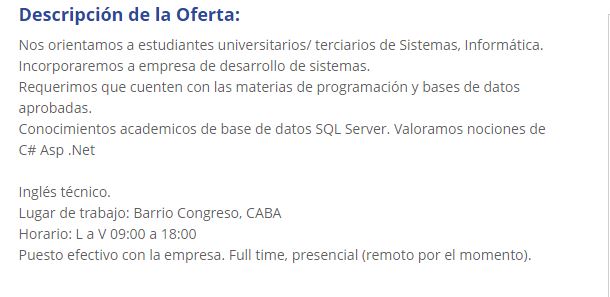 Descripción de la Oferta:
Nos orientamos a estudiantes universitarios/ terciarios de Sistemas, Informática.
Incorporaremos a empresa de desarrollo de sistemas.
Requerimos que cuenten con las materias de programación y bases de datos
aprobadas.
Conocimientos academicos de base de datos SQL Server. Valoramos nociones de
C# Asp .Net
Inglés técnico.
Lugar de trabajo: Barrio Congreso, CABA
Horario: L a V 09:00 a 18:00
Puesto efectivo con la empresa. Full time, presencial (remoto por el momento).